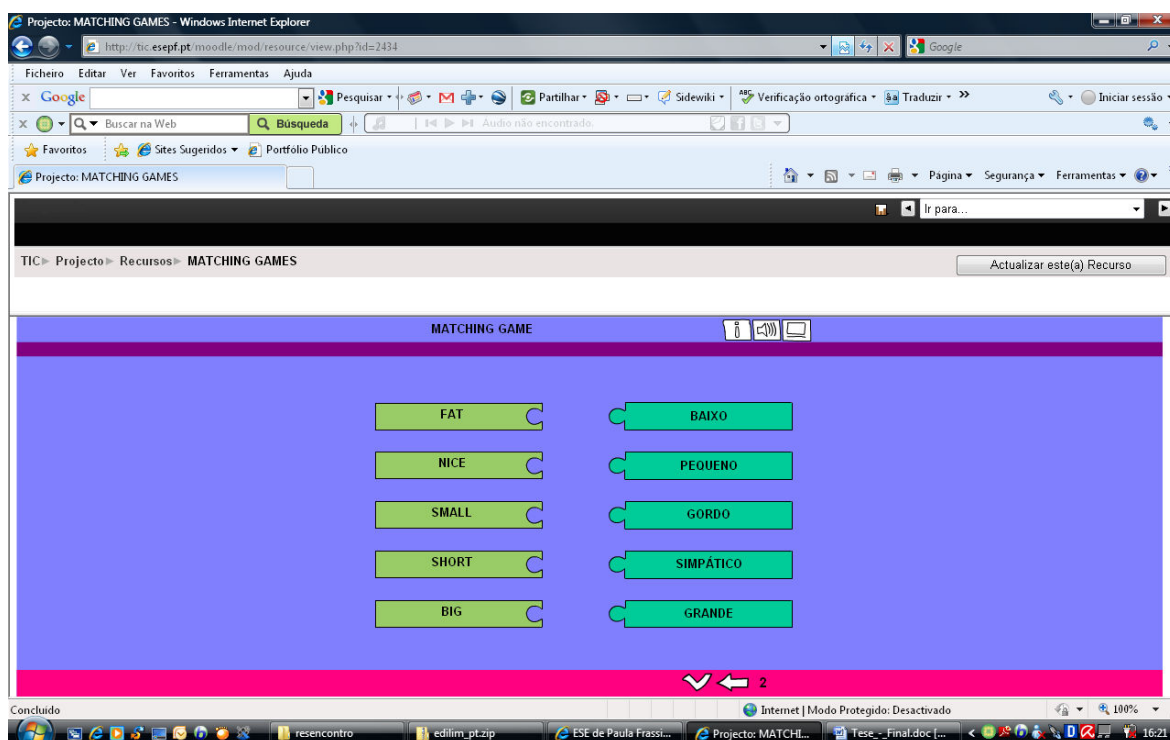 Projecto: MATCHING GAMES - Windows Internet Explorer
http://tic.esepf.pt/moodle/mod/resource/view.php?id=2434
Google
Ficheiro Editar Ver Favoritos Ferramentas Ajuda
x Google Pesquisar Partilhar Sidewiki Verificação ortográfica Traduzir Iniciar sessão
x Buscar na Web Búsqueda Audio não encontrado.
Favoritos Sites Sugeridos Portfólio Publico
Projecto: MATCHING GAMES Página Segurança Ferramentas
Ir para...
TIC Projecto Recursos MATCHING GAMES Actualizar este(a) Recurso
MATCHING GAME
FAT BAIXO
NICE PEQUENO
SMALL GORDO
SHORT SIMPÁTICO
BIG GRANDE
2
Concluído Internet | Modo Protegido: Desactivado 100%
resencontro edilim_pt.zip ESE de Paula Frassi... Projecto: MATCHI... Tese_-_Final.doc [... 16:21